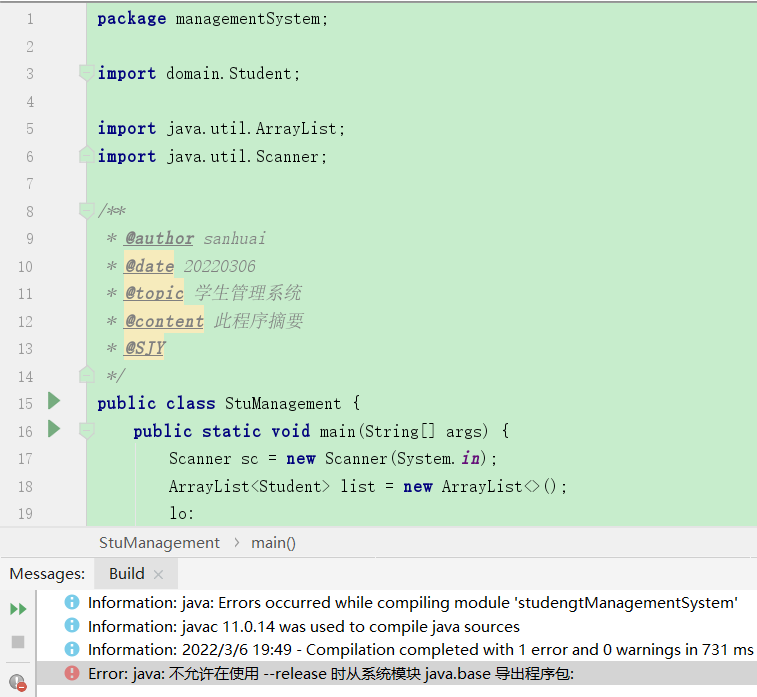 1 package managementSystem;
2
3 import domain.Student;
4
5 import java.util.ArrayList;
6 import java.util.Scanner;
7
8 /**
9 * @author sanhuai
10 * @date 20220306
11 * @topic 学生管理系统
12 * @content 此程序摘要
13 * @SJY
14 */
15 public class StuManagement {
16 public static void main(String[] args) {
17 Scanner sc = new Scanner(System.in);
18 ArrayList<Student> list = new ArrayList<>();
19 lo:
StuManagement > main()
Messages: Build ×
Information: java: Errors occurred while compiling module 'studengtManagementSystem'
Information: javac 11.0.14 was used to compile java sources
Information: 2022/3/6 19:49 - Compilation completed with 1 error and 0 warnings in 731 ms
Error: java: 不允许在使用 --release 时从系统模块 java.base 导出程序包: